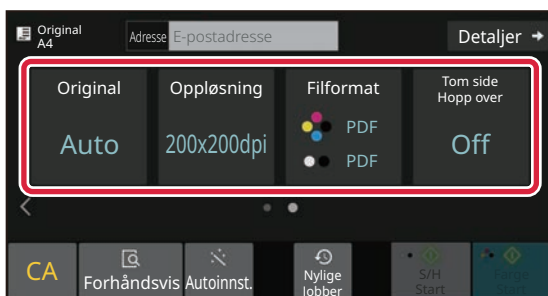 Original
A4
Adresse E-postadresse
Detaljer
Original
Auto
Oppløsning
200x200dpi
Filformat
PDF
PDF
Tom side
Hopp over
Off
CA
Forhåndsvis
Autoinnst.
Nylige
Jobber
S/H
Start
Farge
Start